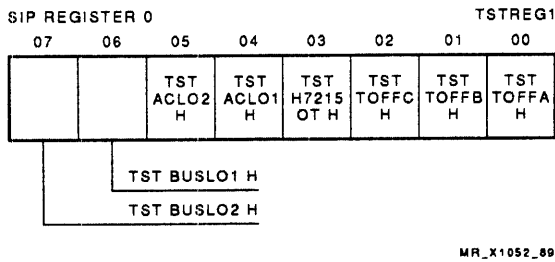 SIP REGISTER 0 TSTREG1
07 06 05 04 03 02 01 00
TST ACLO2 H
TST ACLO1 H
TST H7215 OT H
TST TOFFC H
TST TOFFB H
TST TOFFA H
TST BUSLO1 H
TST BUSLO2 H
MR_X1052_89